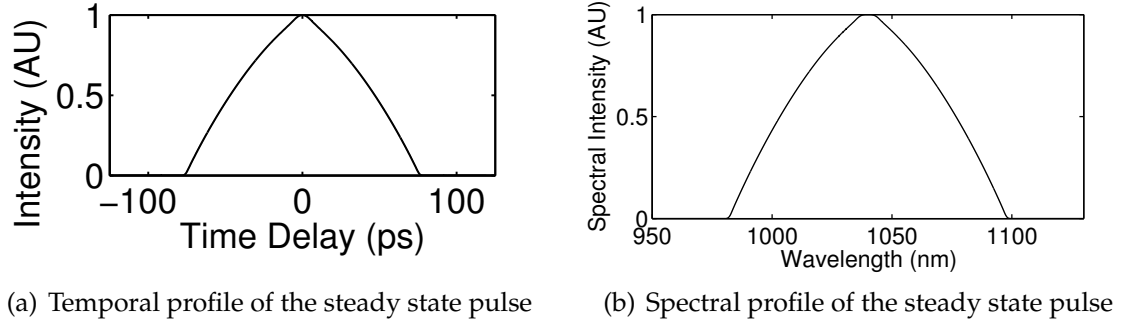 Intensity (AU)
1
0.5
0
−100
0
100
Time Delay (ps)
Spectral Intensity (AU)
1
0.5
0
950
1000
1050
1100
Wavelength (nm)
(a) Temporal profile of the steady state pulse
(b) Spectral profile of the steady state pulse